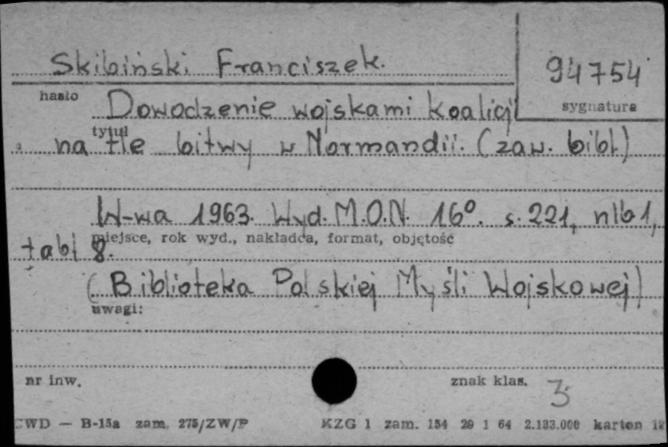 Skibiński Franciszek.
94754
hasło
sygnatura
Dowodzenie wojskami koalicji
tytuł
na tle bitwy w Normandii. (zaw. bibl.)
W-wa 1963. Wyd. M.O.N. 16°. s. 221, nlb 1,
miejsce, rok wyd., nakładca, format, objętość
tabl 8.
(Biblioteka Polskiej Myśli Wojskowej)
uwagi:
nr inw.
znak klas. 3
CWD — B-15a zam. 275/ZW/P KZG 1 zam. 154 29 1 64 2.133.000 karton